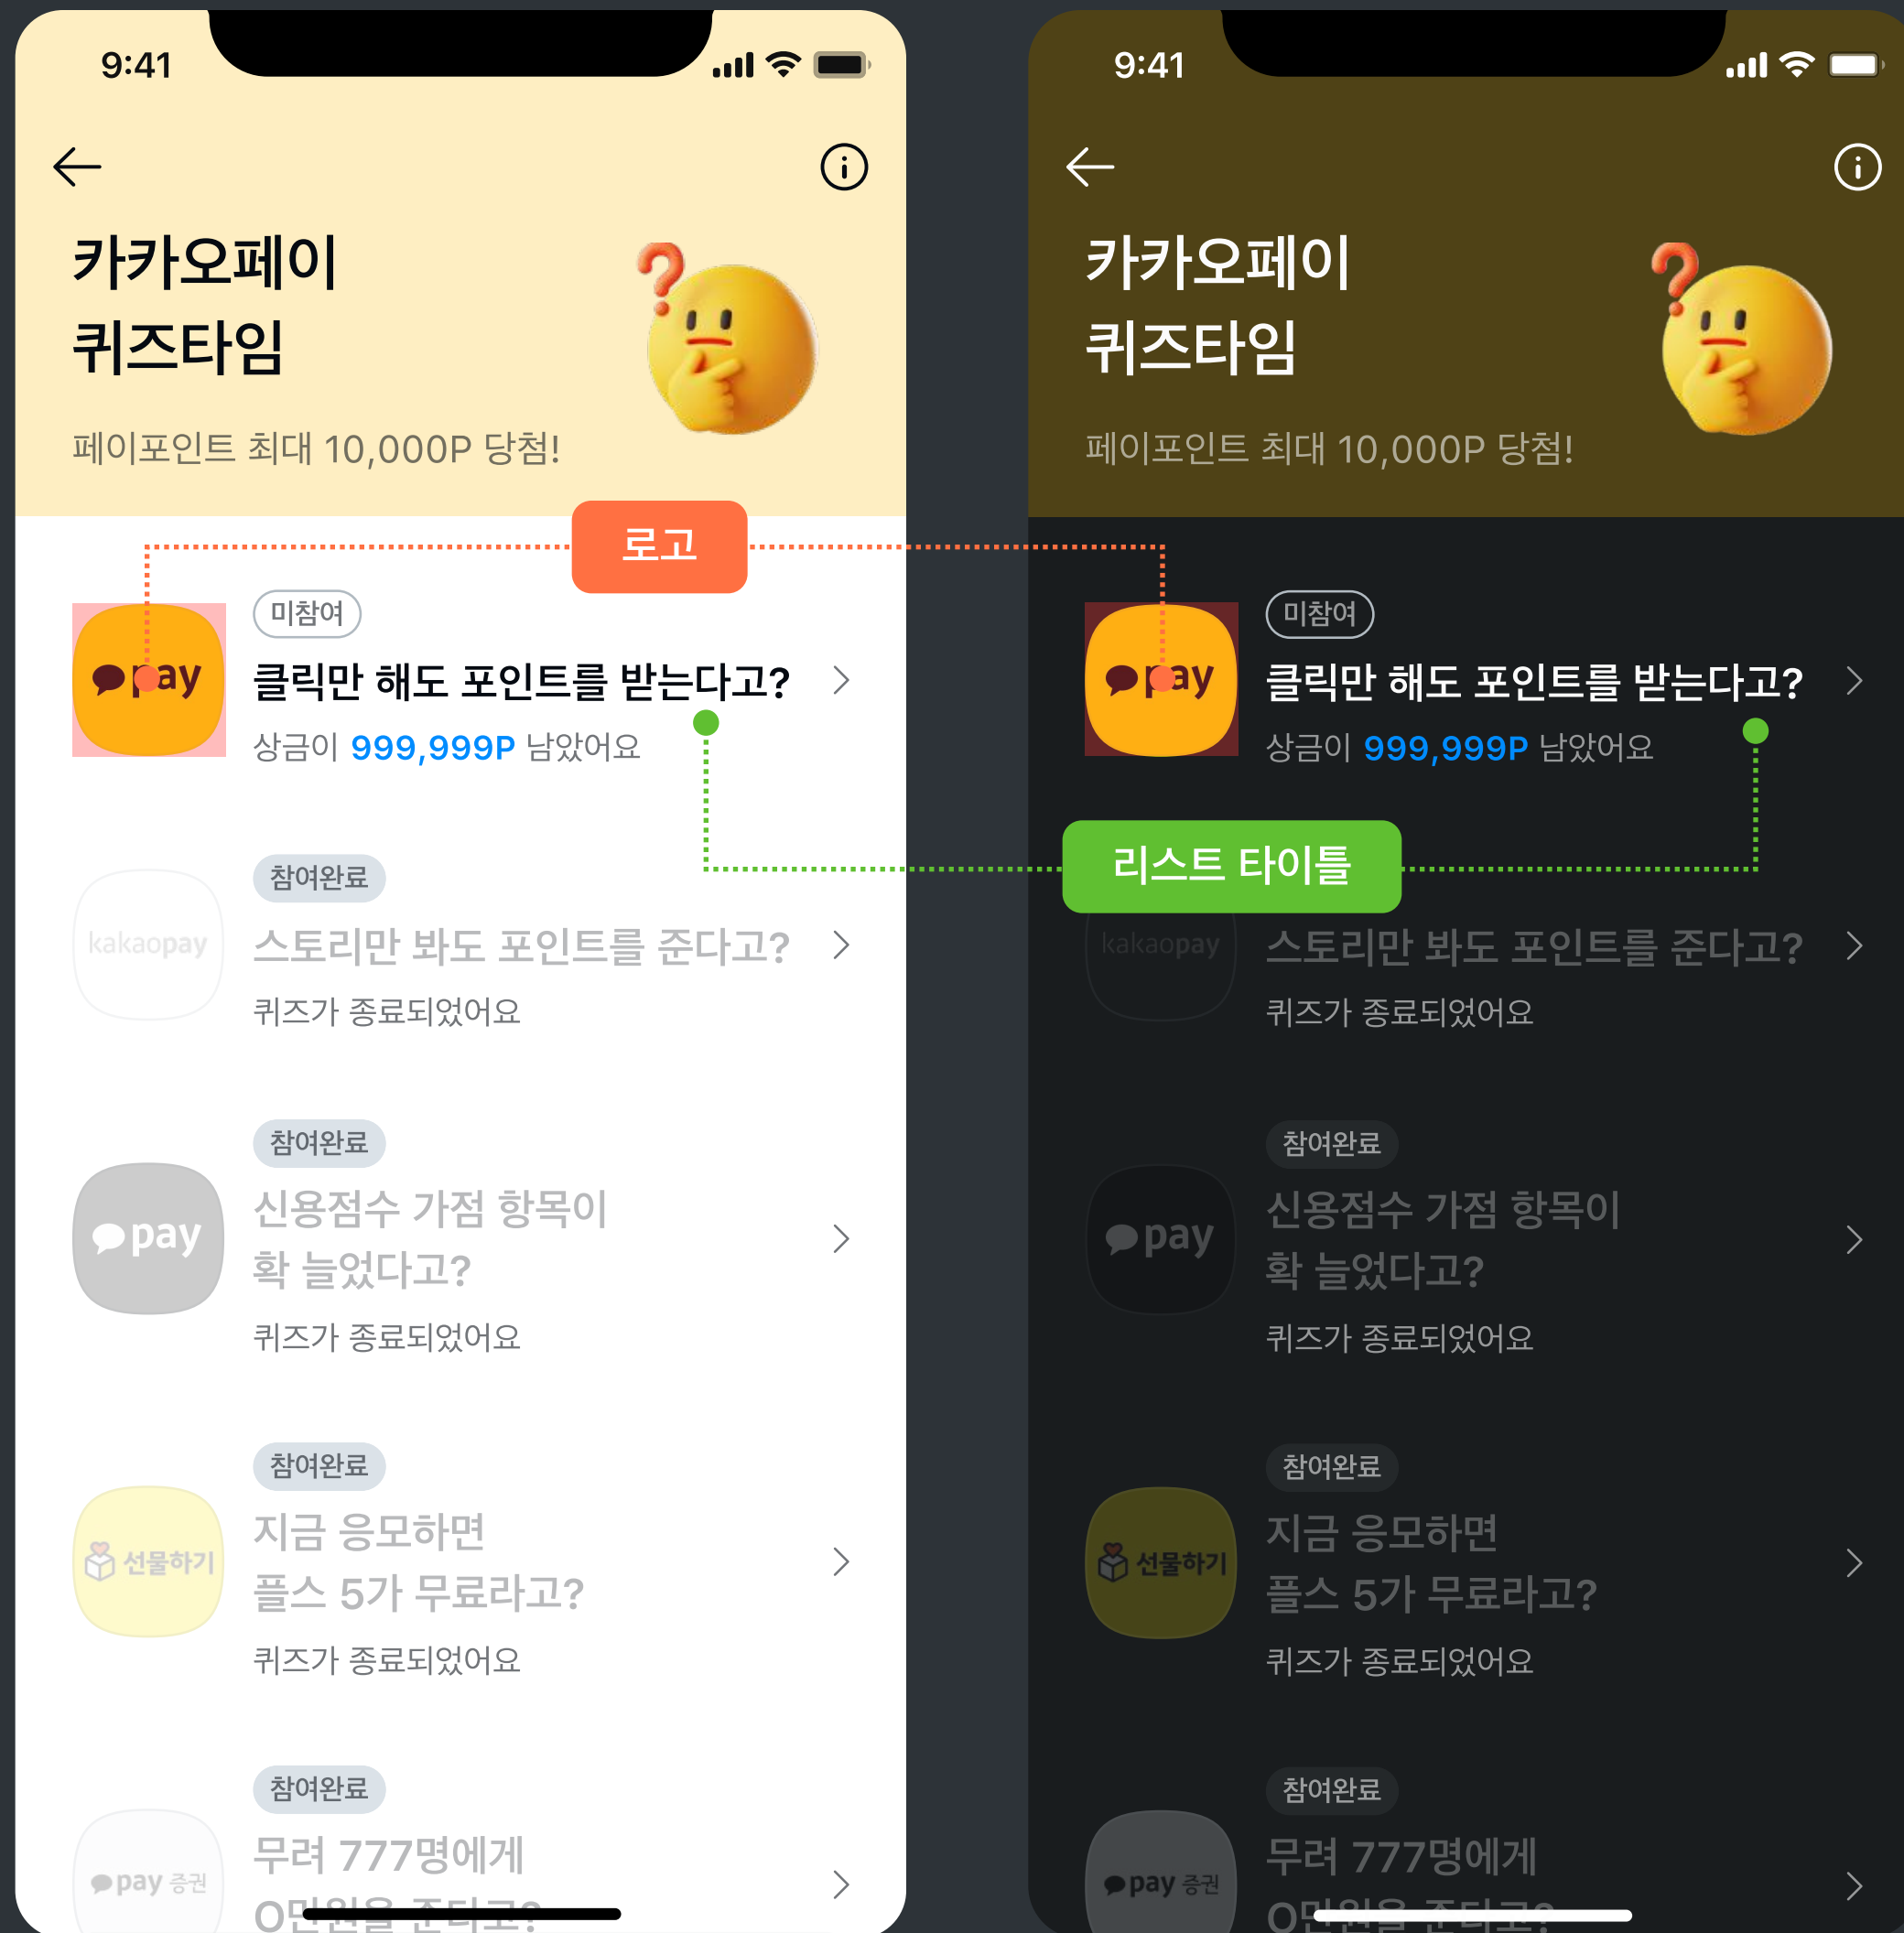 9:41
카카오페이
퀴즈타임
페이포인트 최대 10,000P 당첨!
로고
미참여
pay
클릭만 해도 포인트를 받는다고?
상금이 999,999P 남았어요
참여완료
kakaopay
스토리만 봐도 포인트를 준다고?
퀴즈가 종료되었어요
참여완료
pay
신용점수 가점 항목이
확 늘었다고?
퀴즈가 종료되었어요
참여완료
선물하기
지금 응모하면
플스 5가 무료라고?
퀴즈가 종료되었어요
참여완료
pay 증권
무려 777명에게
O만원을 준다고?
9:41
카카오페이
퀴즈타임
페이포인트 최대 10,000P 당첨!
미참여
pay
클릭만 해도 포인트를 받는다고?
상금이 999,999P 남았어요
리스트 타이틀
kakaopay
스토리만 봐도 포인트를 준다고?
퀴즈가 종료되었어요
참여완료
pay
신용점수 가점 항목이
확 늘었다고?
퀴즈가 종료되었어요
참여완료
선물하기
지금 응모하면
플스 5가 무료라고?
퀴즈가 종료되었어요
참여완료
pay 증권
무려 777명에게
O만원을 준다고?